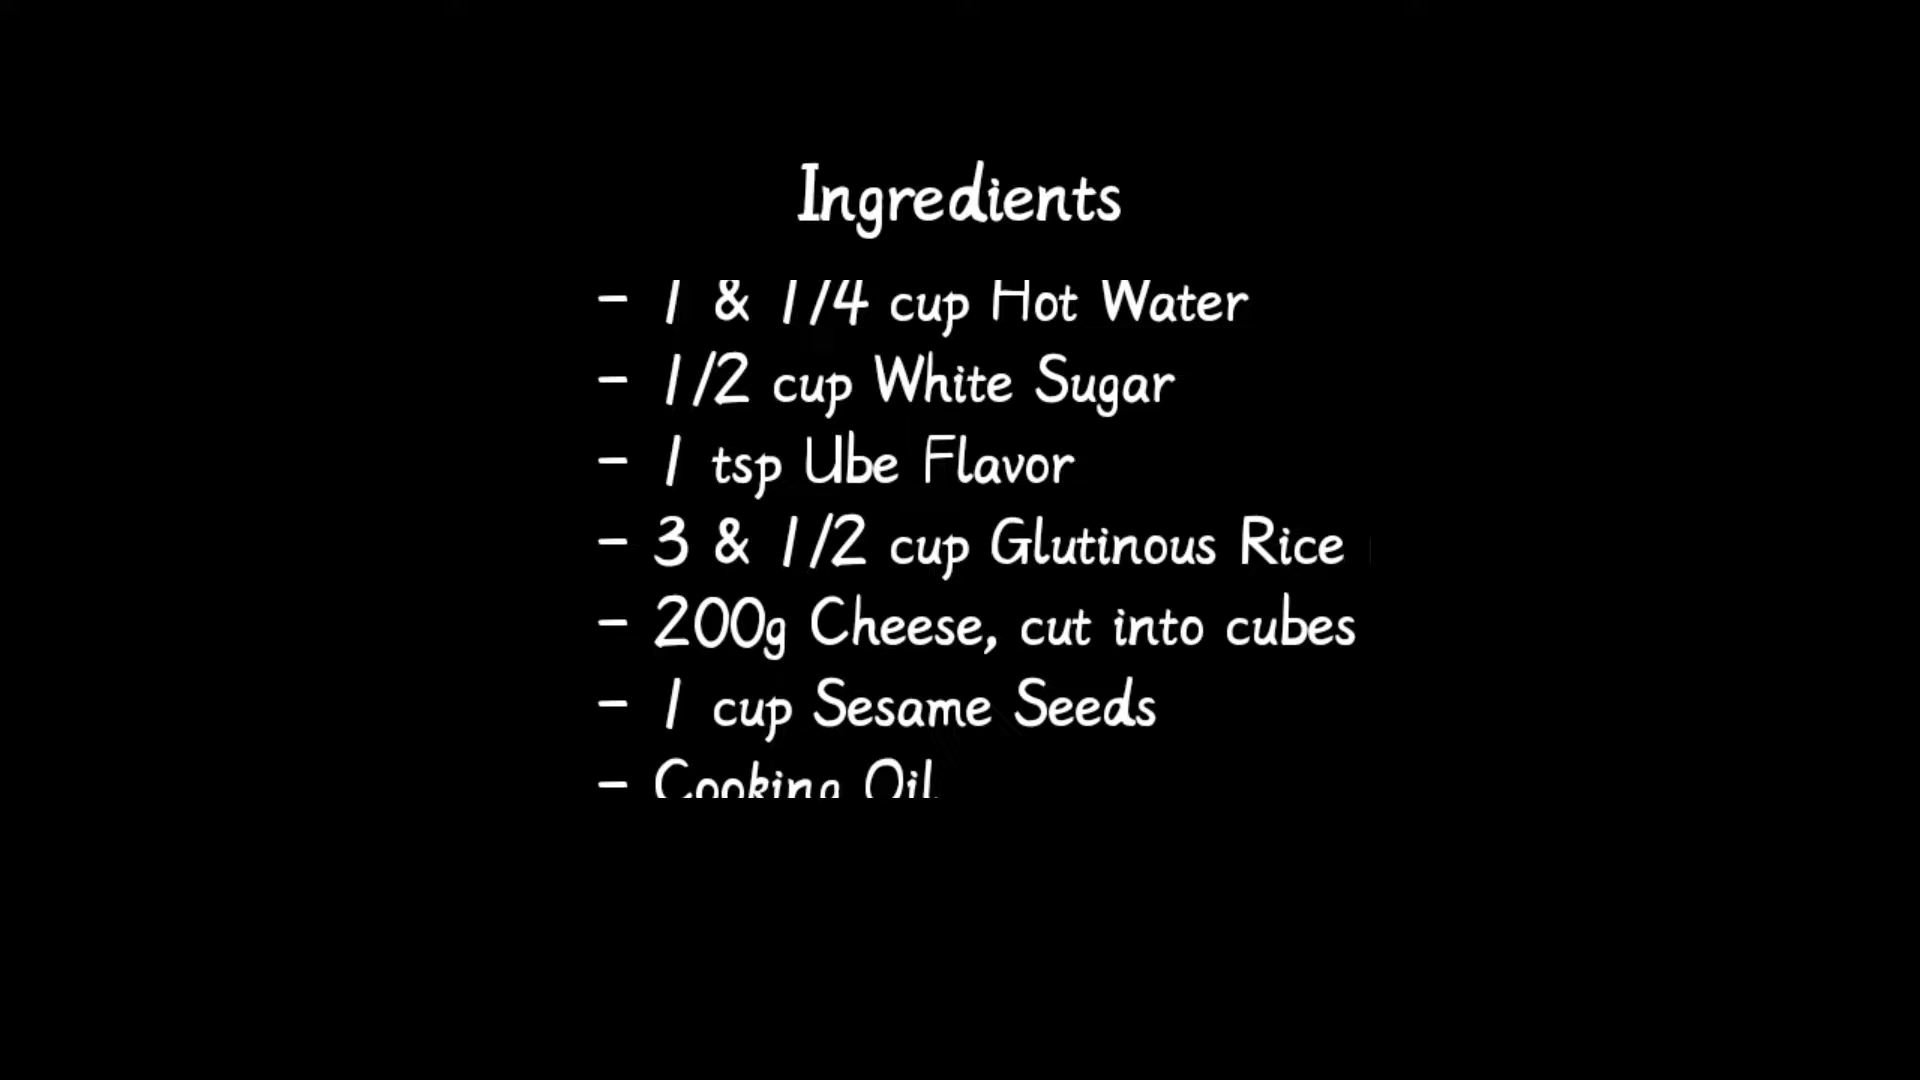 Ingredients
- 1 & 1/4 cup Hot Water
- 1/2 cup White Sugar
- 1 tsp Ube Flavor
- 3 & 1/2 cup Glutinous Rice
- 200g Cheese, cut into cubes
- 1 cup Sesame Seeds
- Cooking Oil